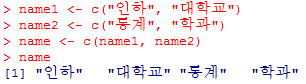 > name1 <- c("인하", "대학교")
> name2 <- c("통계", "학과")
> name <- c(name1, name2)
> name
[1] "인하"   "대학교" "통계"   "학과"